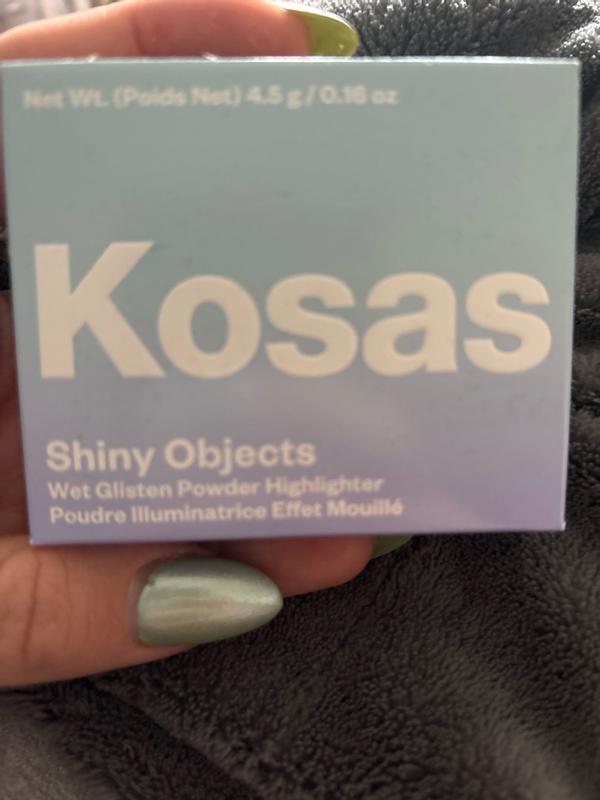 Net Wt. (Poids Net) 4.5 g / 0.16 oz
Kosas
Shiny Objects
Wet Glisten Powder Highlighter
Poudre Illuminatrice Effet Mouillé